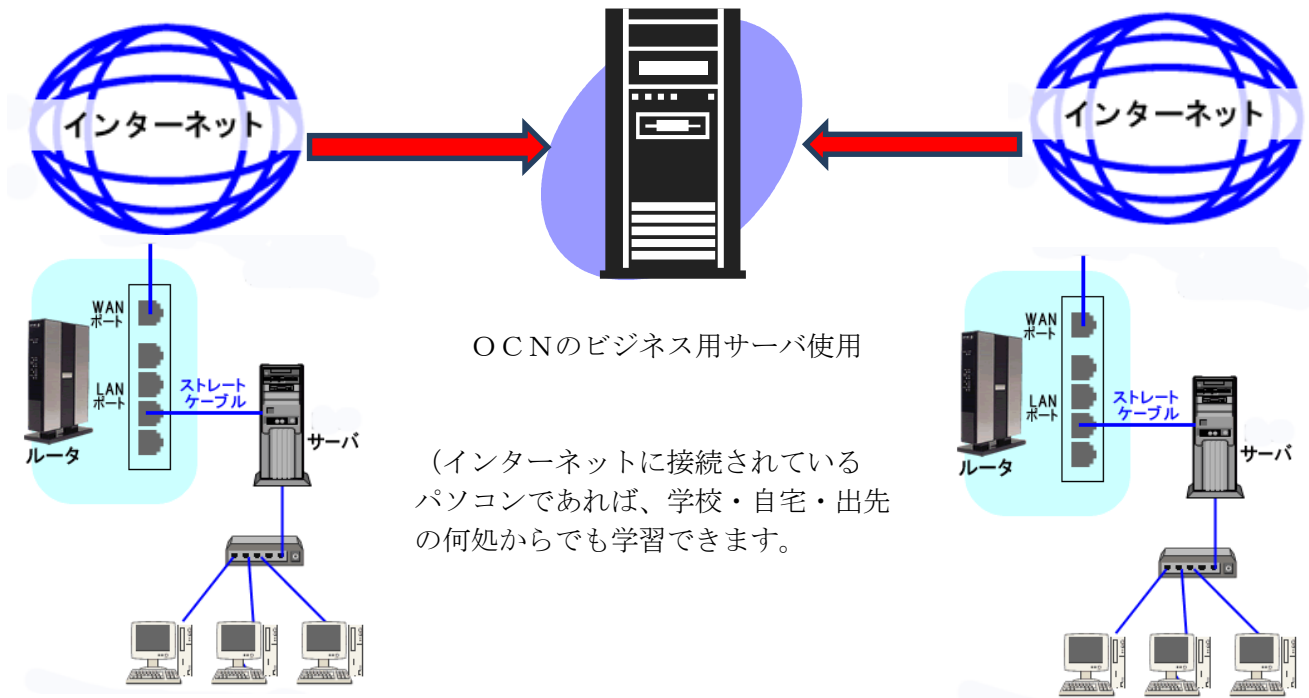 インターネット
インターネット
WAN
ポート
LAN
ポート
ルータ
ストレート
ケーブル
サーバ
OCNのビジネス用サーバ使用
(インターネットに接続されている
パソコンであれば、学校・自宅・出先
の何処からでも学習できます。
WAN
ポート
LAN
ポート
ルータ
ストレート
ケーブル
サーバ